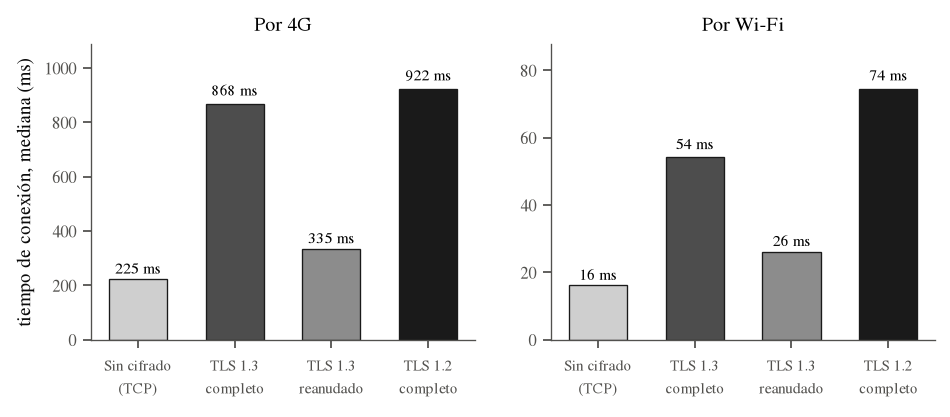 Por 4G
tiempo de conexión, mediana (ms)
1000
800
600
400
200
0
225 ms
868 ms
335 ms
922 ms
Sin cifrado
(TCP)
TLS 1.3
completo
TLS 1.3
reanudado
TLS 1.2
completo
Por Wi-Fi
80
60
40
20
0
16 ms
54 ms
26 ms
74 ms
Sin cifrado
(TCP)
TLS 1.3
completo
TLS 1.3
reanudado
TLS 1.2
completo